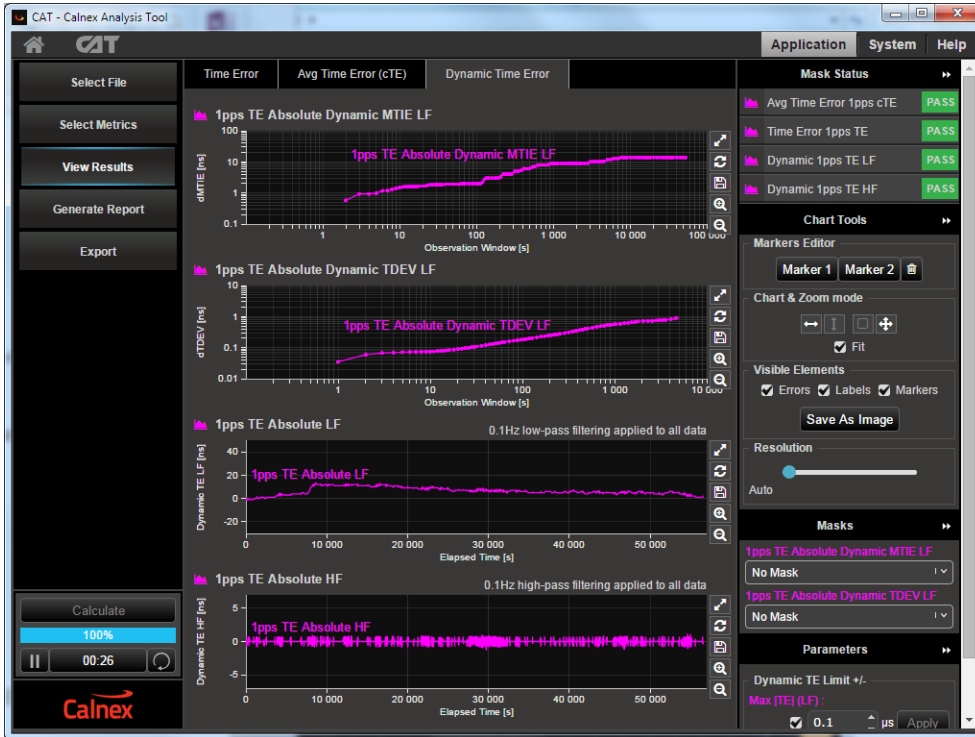 CAT - Calnex Analysis Tool
CAT
Application System Help
Select File
Select Metrics
View Results
Generate Report
Export
Calculate
100%
00:26
Calnex
Time Error Avg Time Error (cTE) Dynamic Time Error
1pps TE Absolute Dynamic MTIE LF
dMTIE [ns]
100
10
1
0.1
1pps TE Absolute Dynamic MTIE LF
1 10 100 1 000 10 000 100 000
Observation Window [s]
1pps TE Absolute Dynamic TDEV LF
dTDEV [ns]
10
1
0.1
0.01
1pps TE Absolute Dynamic TDEV LF
1 10 100 1 000 10 000
Observation Window [s]
1pps TE Absolute LF
0.1Hz low-pass filtering applied to all data
Dynamic TE LF [ns]
40
20
0
-20
1pps TE Absolute LF
0 10 000 20 000 30 000 40 000 50 000
Elapsed Time [s]
1pps TE Absolute HF
0.1Hz high-pass filtering applied to all data
Dynamic TE HF [ns]
5
0
-5
1pps TE Absolute HF
0 10 000 20 000 30 000 40 000 50 000
Elapsed Time [s]
Mask Status
Avg Time Error 1pps cTE PASS
Time Error 1pps TE PASS
Dynamic 1pps TE LF PASS
Dynamic 1pps TE HF PASS
Chart Tools
Markers Editor
Marker 1 Marker 2
Chart & Zoom mode
Fit
Visible Elements
Errors Labels Markers
Save As Image
Resolution
Auto
Masks
1pps TE Absolute Dynamic MTIE LF
No Mask
1pps TE Absolute Dynamic TDEV LF
No Mask
Parameters
Dynamic TE Limit +/-
Max |TE| (LF) :
0.1 µs Apply